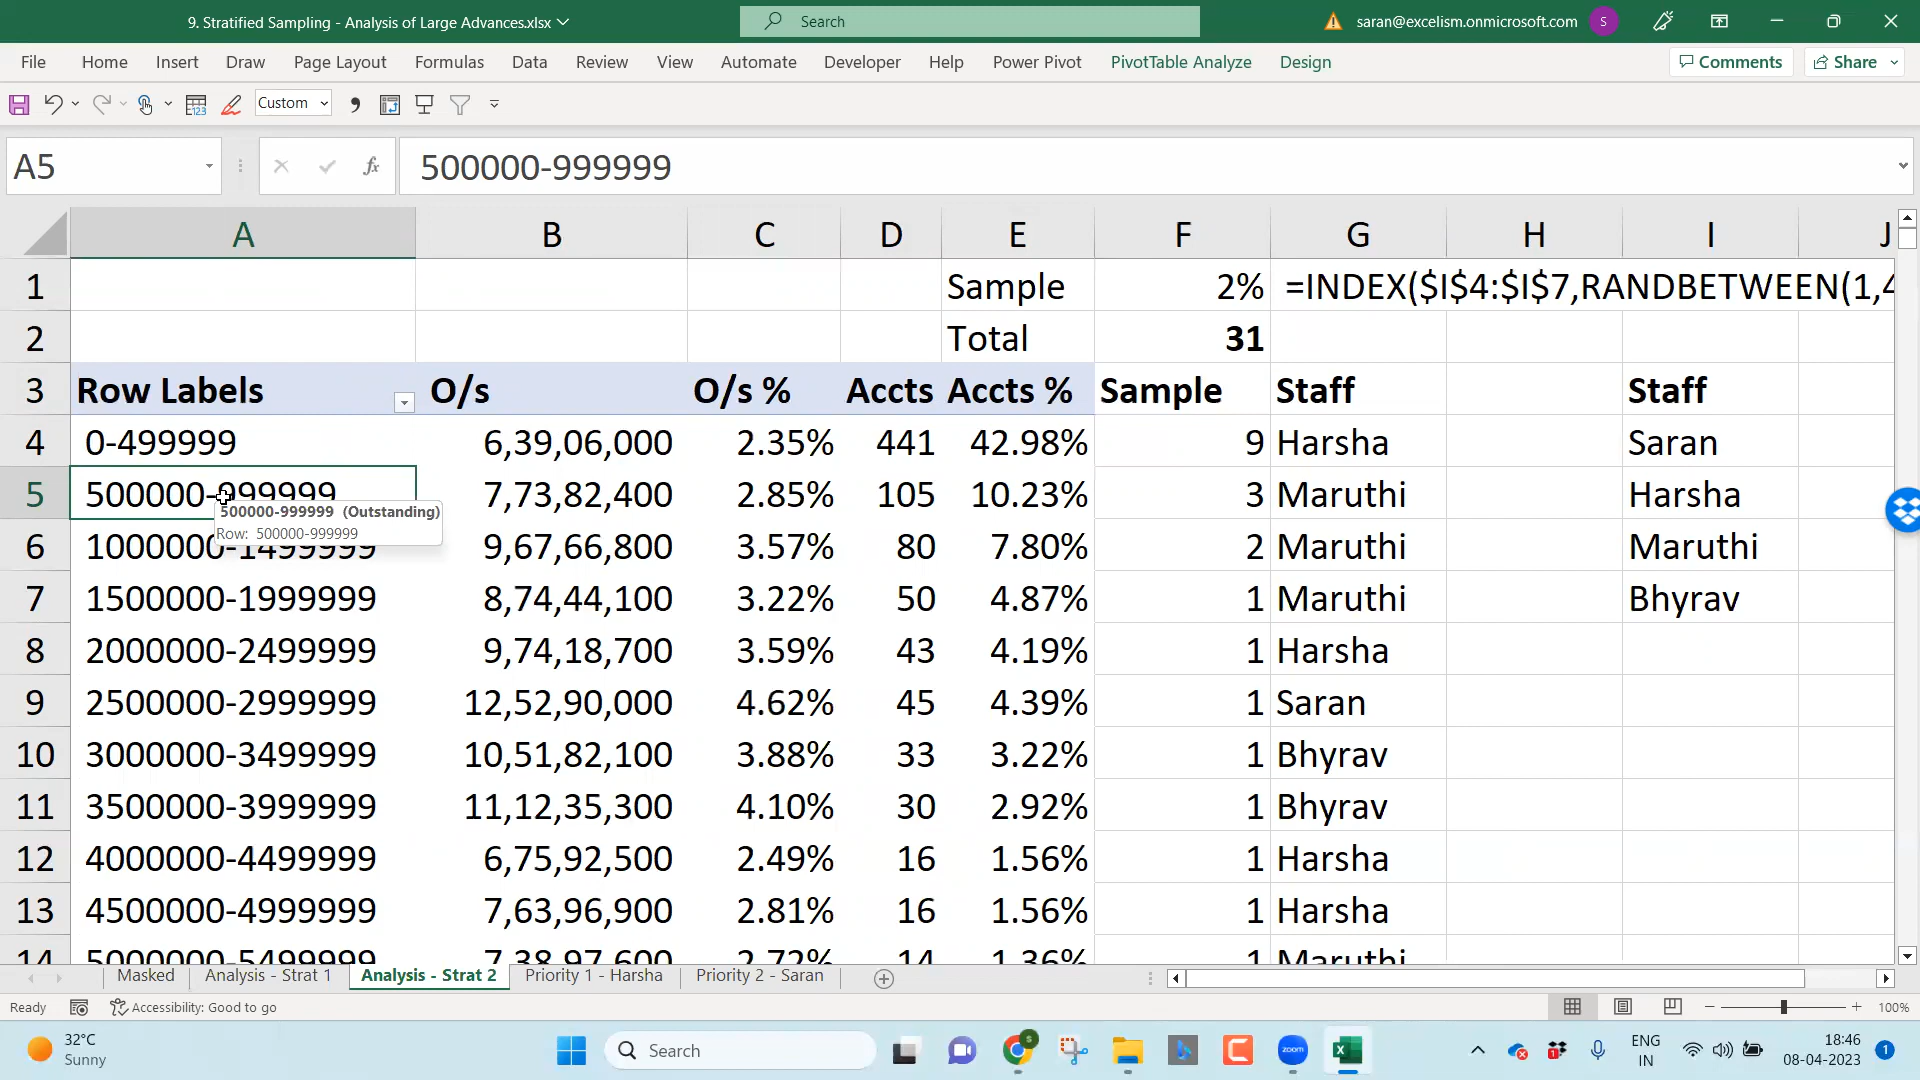 9. Stratified Sampling - Analysis of Large Advances.xlsx
Search
saran@excelism.onmicrosoft.com
S
File Home Insert Draw Page Layout Formulas Data Review View Automate Developer Help Power Pivot PivotTable Analyze Design
Comments
Share
Custom
A5
fx
500000-999999
A B C D E F G H I J
1 Sample 2% =INDEX($I$4:$I$7,RANDBETWEEN(1,4
2 Total 31
3 Row Labels O/s O/s % Accts Accts % Sample Staff Staff
4 0-499999 6,39,06,000 2.35% 441 42.98% 9 Harsha Saran
5 500000-999999 7,73,82,400 2.85% 105 10.23% 3 Maruthi Harsha
500000-999999 (Outstanding)
Row: 500000-999999
6 1000000-1499999 9,67,66,800 3.57% 80 7.80% 2 Maruthi Maruthi
7 1500000-1999999 8,74,44,100 3.22% 50 4.87% 1 Maruthi Bhyrav
8 2000000-2499999 9,74,18,700 3.59% 43 4.19% 1 Harsha
9 2500000-2999999 12,52,90,000 4.62% 45 4.39% 1 Saran
10 3000000-3499999 10,51,82,100 3.88% 33 3.22% 1 Bhyrav
11 3500000-3999999 11,12,35,300 4.10% 30 2.92% 1 Bhyrav
12 4000000-4499999 6,75,92,500 2.49% 16 1.56% 1 Harsha
13 4500000-4999999 7,63,96,900 2.81% 16 1.56% 1 Harsha
14 5000000-5499999 7,38,97,600 2.72% 14 1.36% 1 Maruthi
Masked Analysis - Strat 1 Analysis - Strat 2 Priority 1 - Harsha Priority 2 - Saran
Ready
Accessibility: Good to go
100%
32°C
Sunny
Search
zoom
ENG
IN
18:46
08-04-2023
1